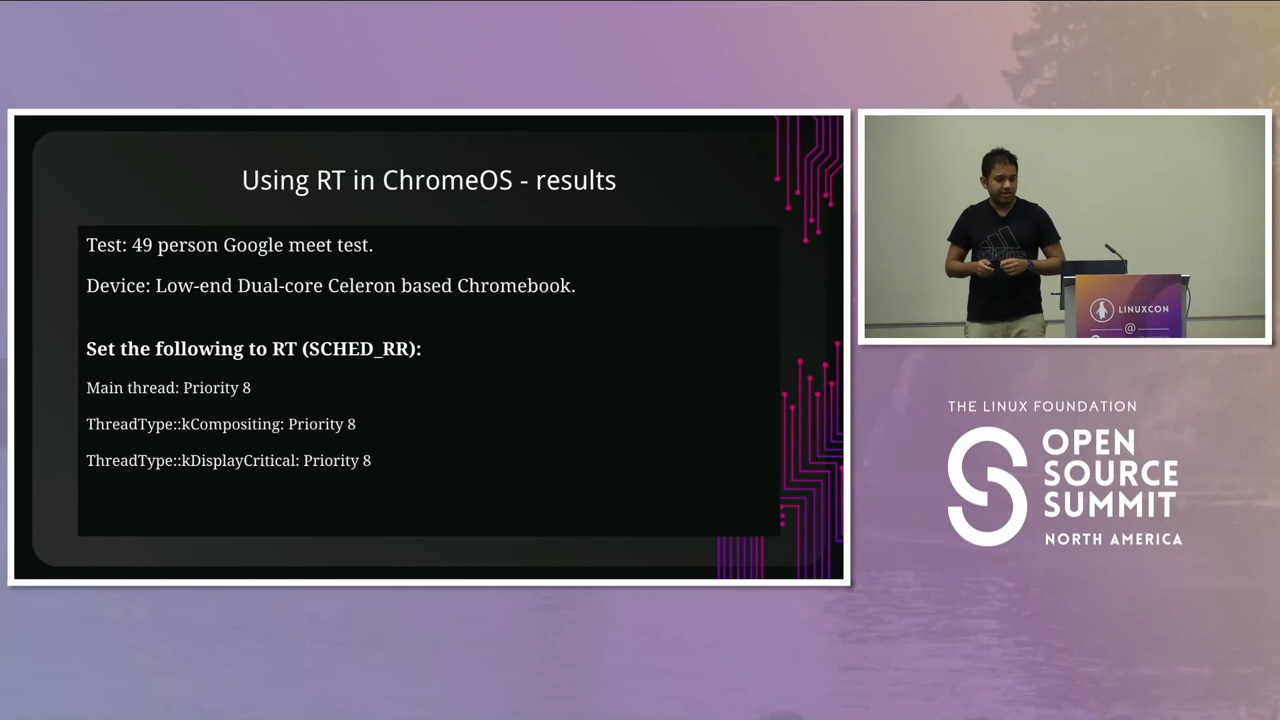 Using RT in ChromeOS - results
Test: 49 person Google meet test.
Device: Low-end Dual-core Celeron based Chromebook.
Set the following to RT (SCHED_RR):
Main thread: Priority 8
ThreadType::kCompositing: Priority 8
ThreadType::kDisplayCritical: Priority 8
adidas
LINUXCON
@
THE LINUX FOUNDATION
OPEN
SOURCE
SUMMIT
NORTH AMERICA